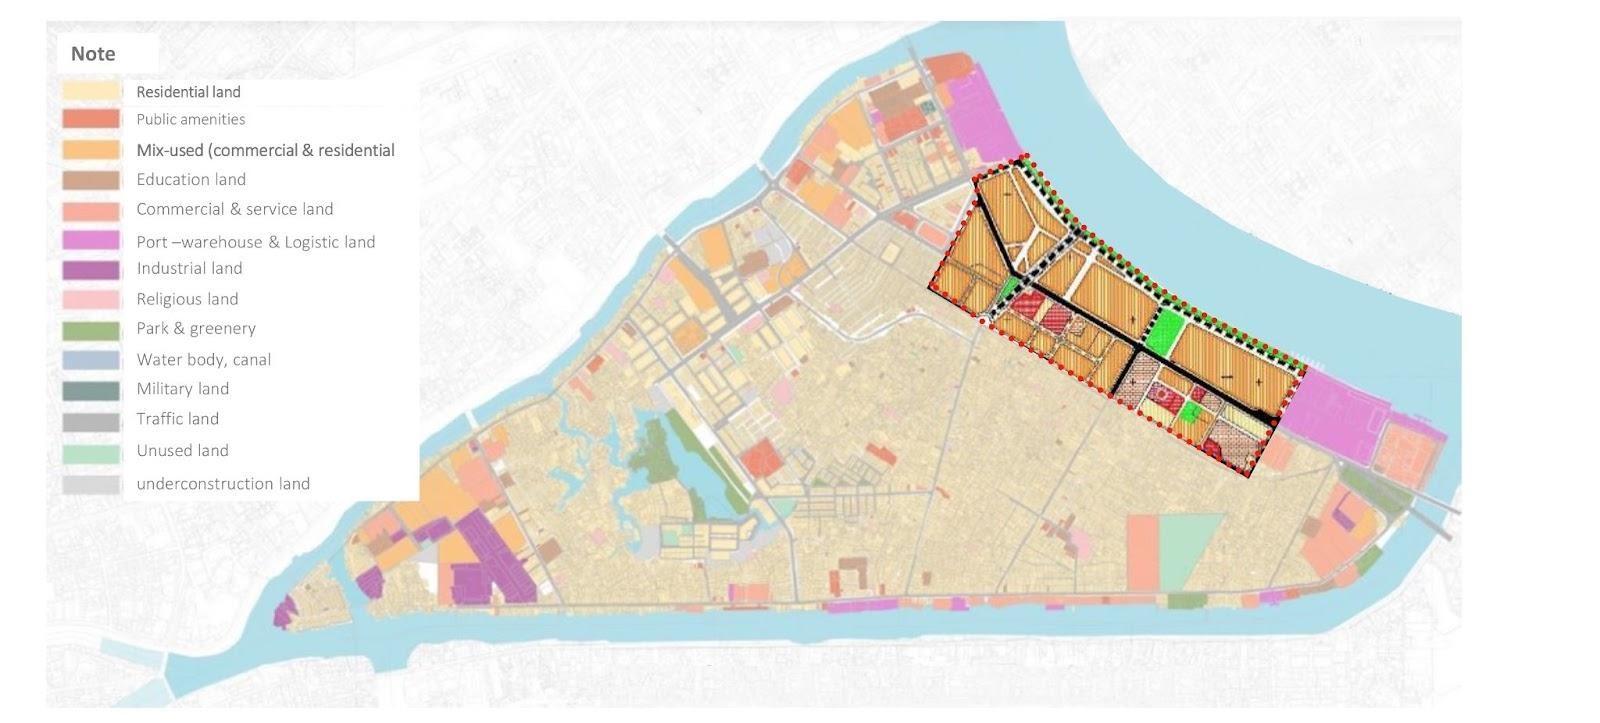 Note
Residential land
Public amenities
Mix-used (commercial & residential
Education land
Commercial & service land
Port –warehouse & Logistic land
Industrial land
Religious land
Park & greenery
Water body, canal
Military land
Traffic land
Unused land
underconstruction land